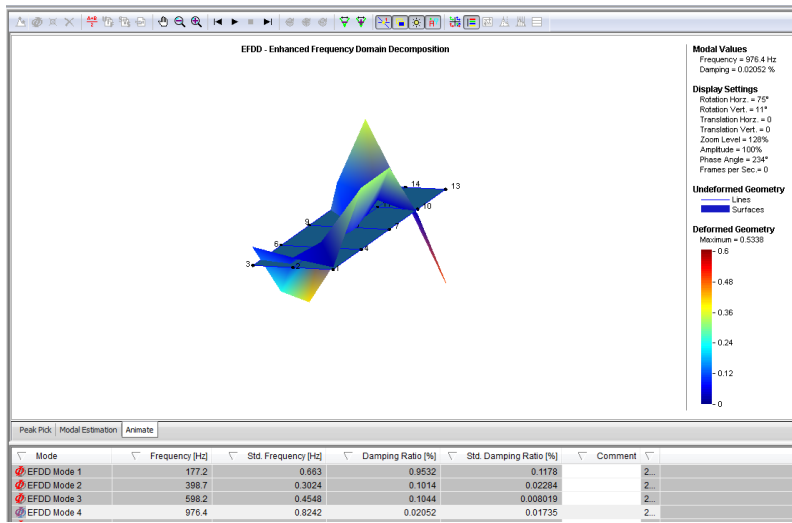 EFDD - Enhanced Frequency Domain Decomposition
14
13
10
9
7
6
4
3
2
1
Modal Values
Frequency = 976.4 Hz
Damping = 0.02052 %
Display Settings
Rotation Horz. = 75°
Rotation Vert. = 11°
Translation Horz. = 0
Translation Vert. = 0
Zoom Level = 128%
Amplitude = 100%
Phase Angle = 234°
Frames per Sec.= 0
Undeformed Geometry
Lines
Surfaces
Deformed Geometry
Maximum = 0.5338
0.6
0.48
0.36
0.24
0.12
0
Peak Pick Modal Estimation Animate
Mode Frequency [Hz] Std. Frequency [Hz] Damping Ratio [%] Std. Damping Ratio [%] Comment
EFDD Mode 1 177.2 0.663 0.9532 0.1178 2...
EFDD Mode 2 398.7 0.3024 0.1014 0.02284 2...
EFDD Mode 3 598.2 0.4548 0.1044 0.008019 2...
EFDD Mode 4 976.4 0.8242 0.02052 0.01735 2...